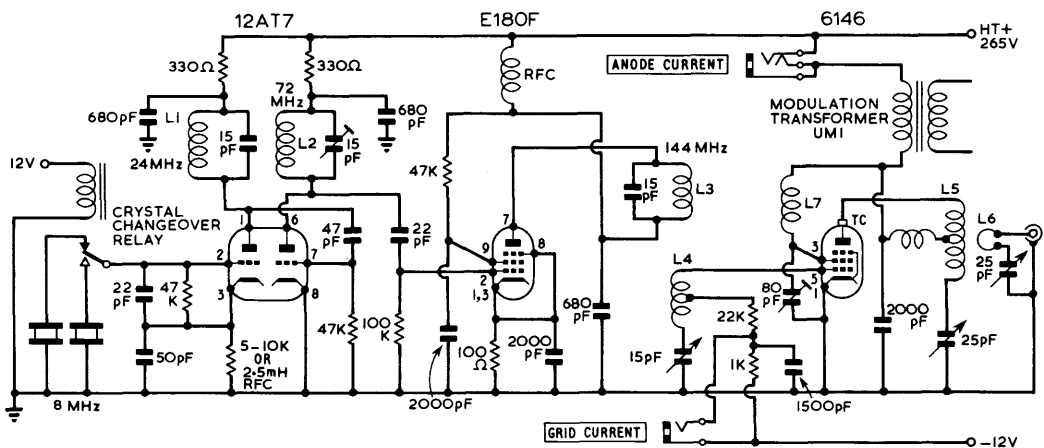 12AT7
E180F
6146
HT+
265V
330Ω
330Ω
RFC
ANODE CURRENT
680pF
L1
15
pF
24MHz
72
MHz
L2
15
pF
680
pF
MODULATION
TRANSFORMER
UM1
12V
CRYSTAL
CHANGEOVER
RELAY
47K
144MHz
15
pF
L3
L7
L5
L6
1
6
47
pF
22
pF
7
9
8
2
1,3
TC
3
5
1
2
7
3
8
22
pF
47
K
L4
80
pF
25
pF
50pF
5-10K
OR
2·5mH
RFC
47K
100
K
100
Ω
2000
pF
680
pF
22K
15pF
1K
2000
pF
25pF
8MHz
2000pF
1500pF
GRID CURRENT
-12V